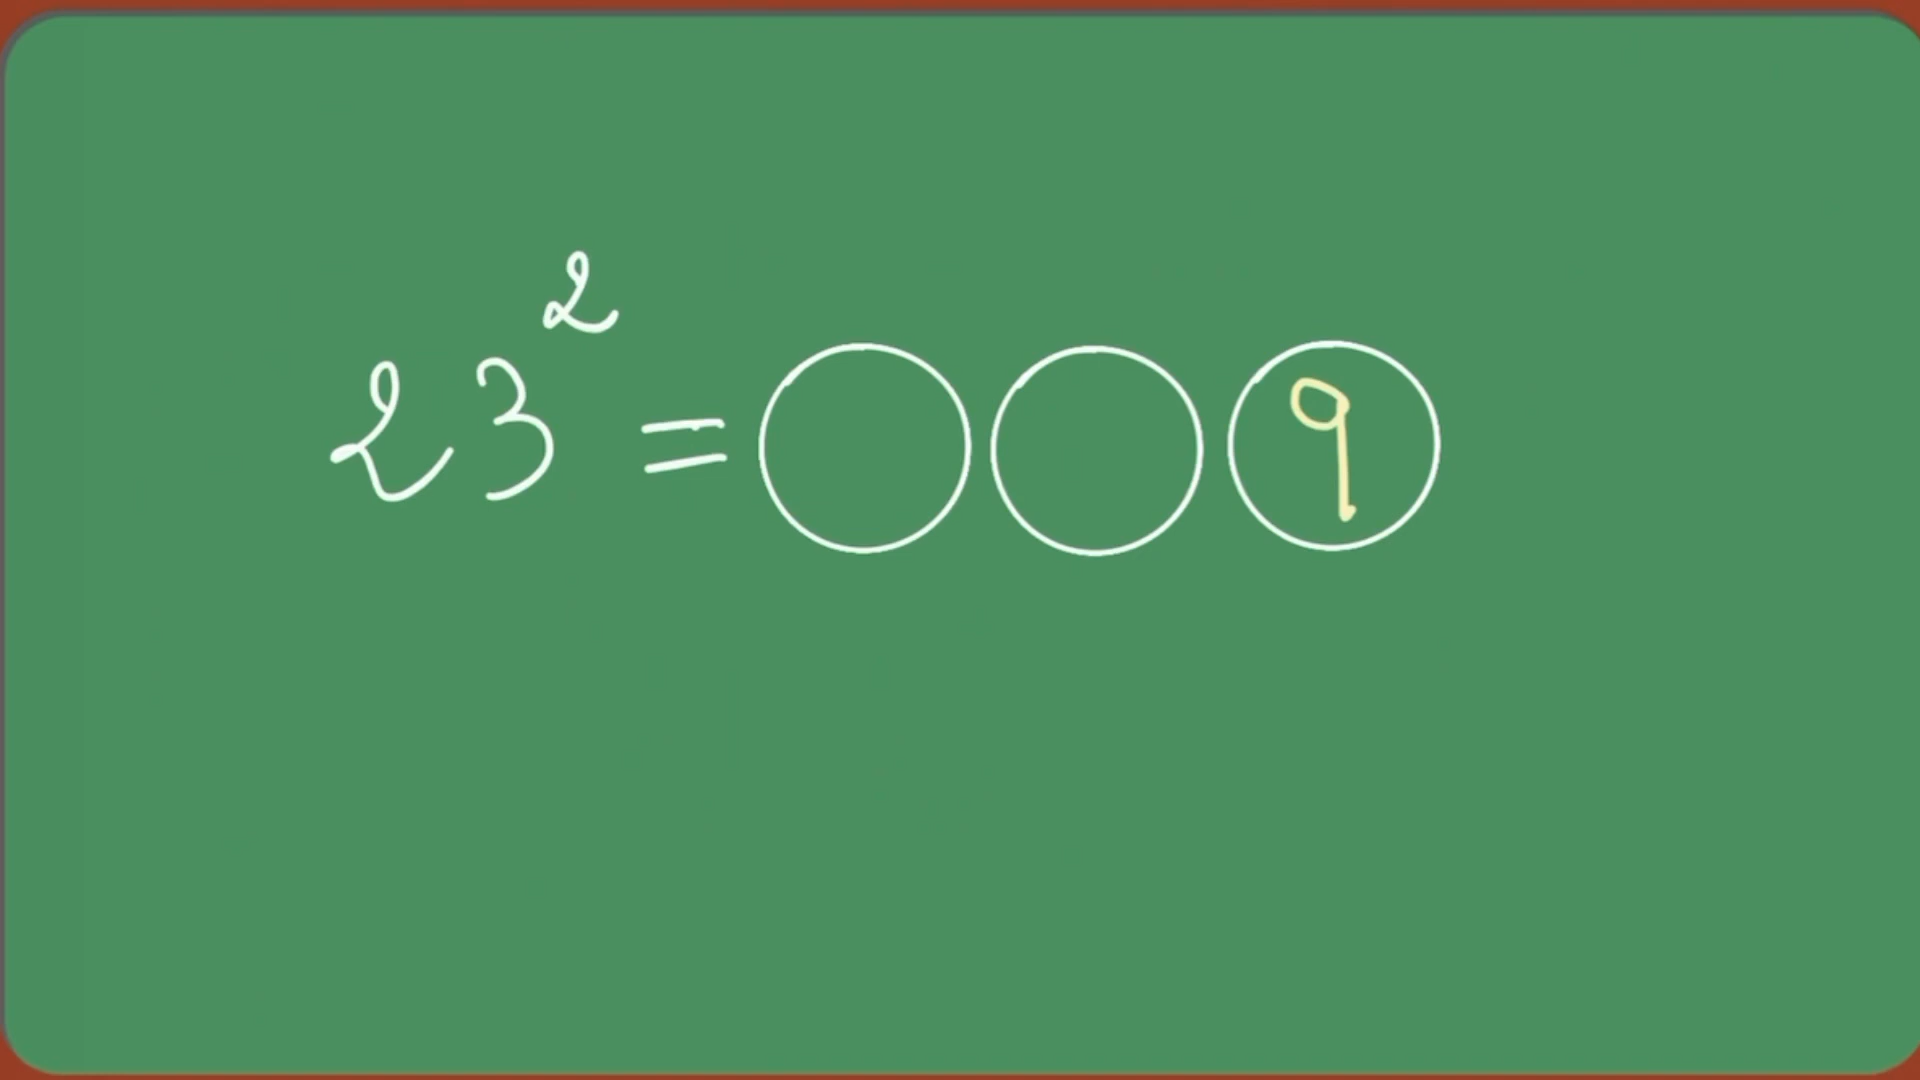 23² = ○ ○ 9